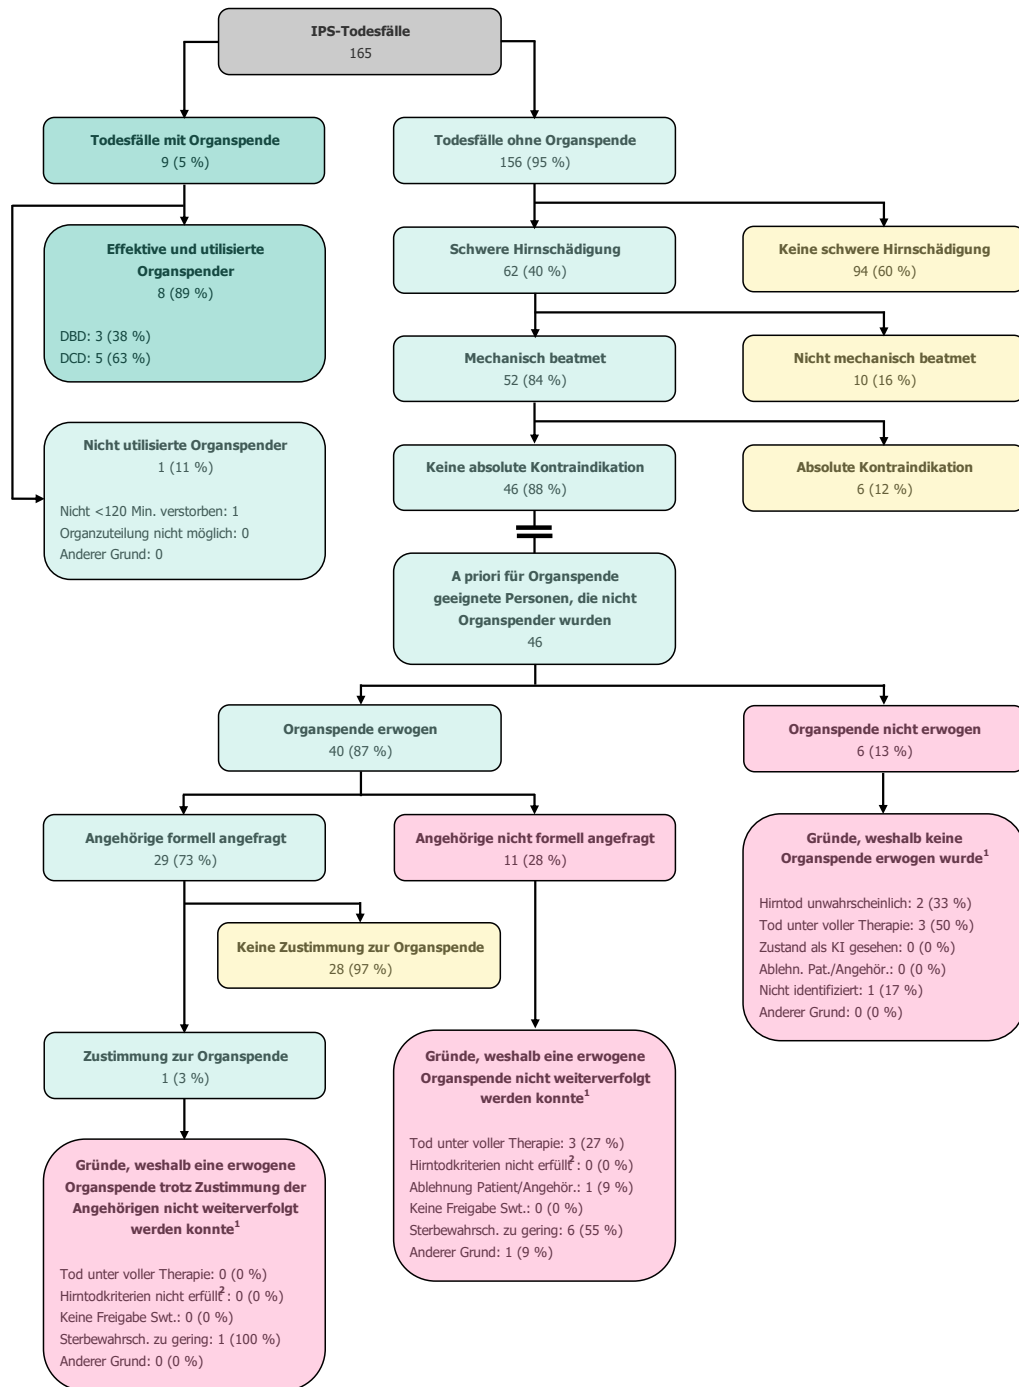 IPS-Todesfälle
165
Todesfälle mit Organspende
9 (5 %)
Todesfälle ohne Organspende
156 (95 %)
Effektive und utilisierte
Organspender
8 (89 %)
DBD: 3 (38 %)
DCD: 5 (63 %)
Schwere Hirnschädigung
62 (40 %)
Keine schwere Hirnschädigung
94 (60 %)
Mechanisch beatmet
52 (84 %)
Nicht mechanisch beatmet
10 (16 %)
Nicht utilisierte Organspender
1 (11 %)
Nicht <120 Min. verstorben: 1
Organzuteilung nicht möglich: 0
Anderer Grund: 0
Keine absolute Kontraindikation
46 (88 %)
Absolute Kontraindikation
6 (12 %)
A priori für Organspende
geeignete Personen, die nicht
Organspender wurden
46
Organspende erwogen
40 (87 %)
Organspende nicht erwogen
6 (13 %)
Angehörige formell angefragt
29 (73 %)
Angehörige nicht formell angefragt
11 (28 %)
Gründe, weshalb keine
Organspende erwogen wurde¹
Hirntod unwahrscheinlich: 2 (33 %)
Tod unter voller Therapie: 3 (50 %)
Zustand als KI gesehen: 0 (0 %)
Ablehn. Pat./Angehör.: 0 (0 %)
Nicht identifiziert: 1 (17 %)
Anderer Grund: 0 (0 %)
Keine Zustimmung zur Organspende
28 (97 %)
Zustimmung zur Organspende
1 (3 %)
Gründe, weshalb eine erwogene
Organspende nicht weiterverfolgt
werden konnte¹
Tod unter voller Therapie: 3 (27 %)
Hirntodkriterien nicht erfüllt²: 0 (0 %)
Ablehnung Patient/Angehör.: 1 (9 %)
Keine Freigabe Swt.: 0 (0 %)
Sterbewahrsch. zu gering: 6 (55 %)
Anderer Grund: 1 (9 %)
Gründe, weshalb eine erwogene
Organspende trotz Zustimmung der
Angehörigen nicht weiterverfolgt
werden konnte¹
Tod unter voller Therapie: 0 (0 %)
Hirntodkriterien nicht erfüllt²: 0 (0 %)
Keine Freigabe Swt.: 0 (0 %)
Sterbewahrsch. zu gering: 1 (100 %)
Anderer Grund: 0 (0 %)